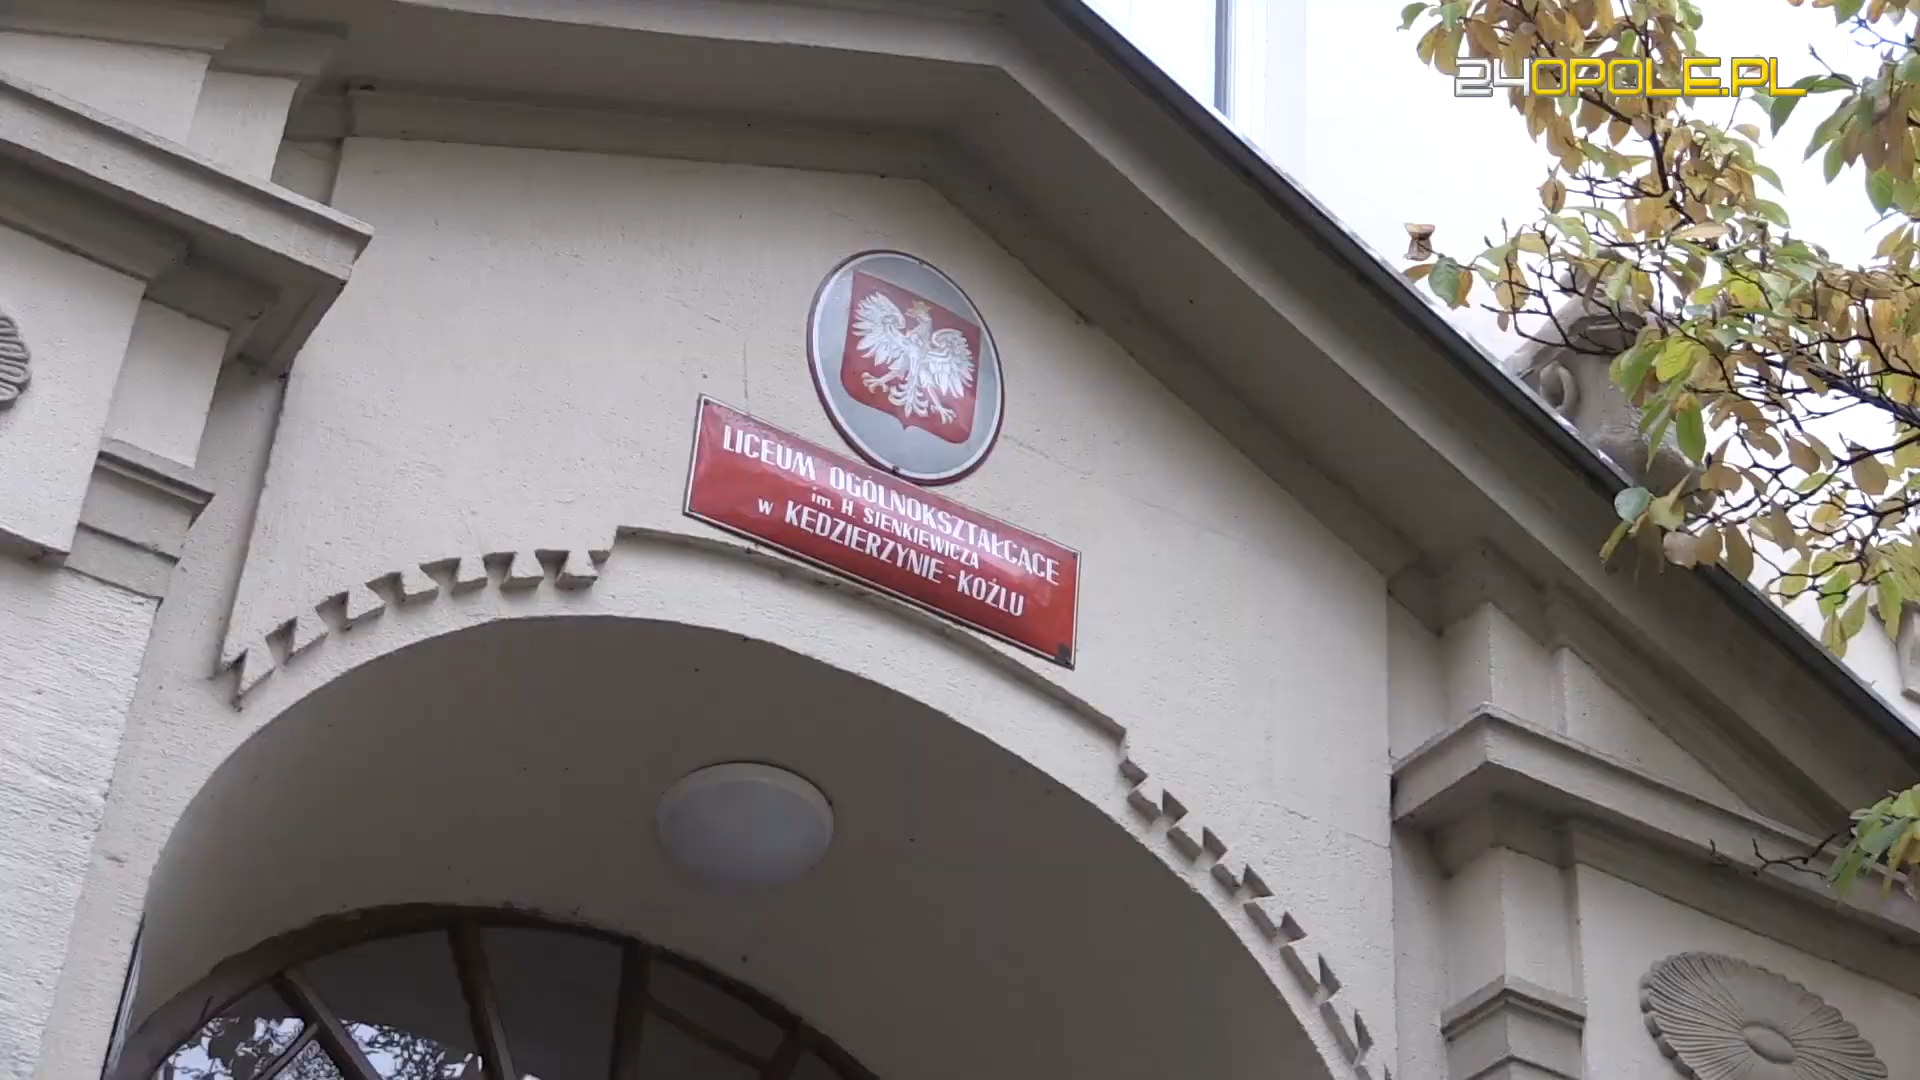 24OPOLE.PL
LICEUM OGÓLNOKSZTAŁCĄCE
im. H. SIENKIEWICZA
w KĘDZIERZYNIE-KOŹLU